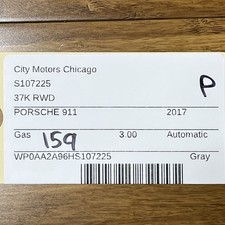 City Motors Chicago
S107225
37K RWD
P
PORSCHE 911 2017
Gas 159 3.00 Automatic
WP0AA2A96HS107225 Gray